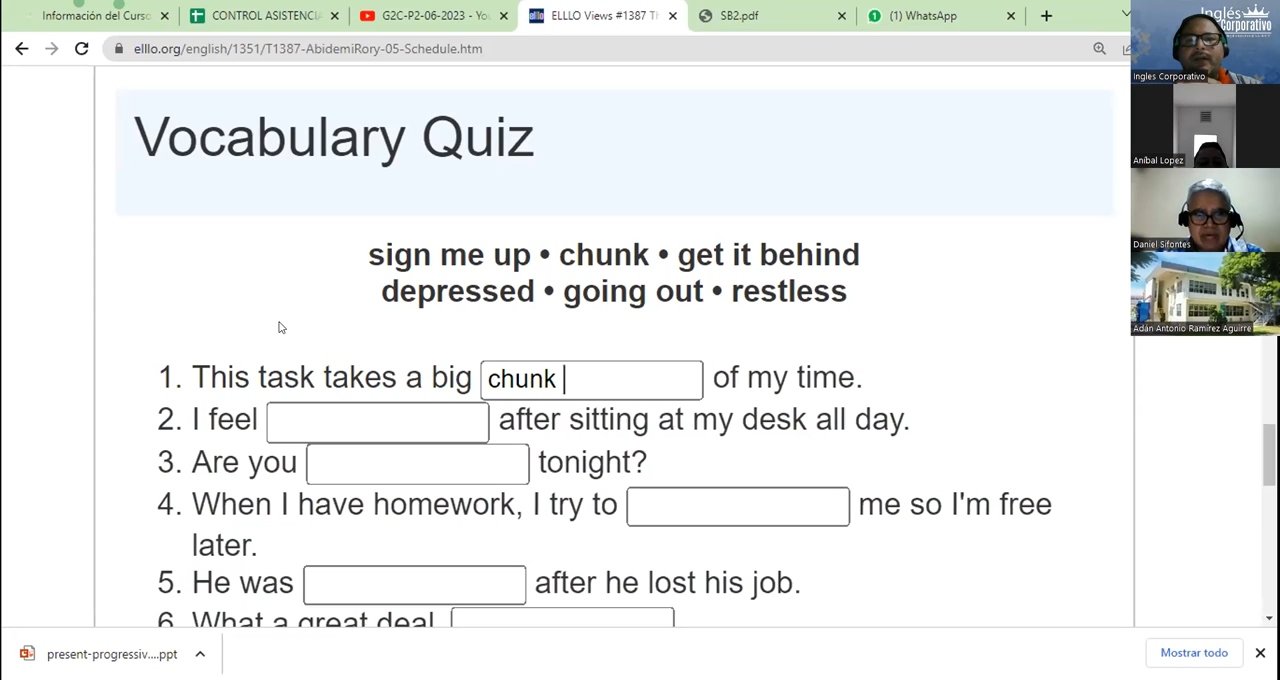 Información del Curso
CONTROL ASISTENCIA
G2C-P2-06-2023 - You
ELLLO Views #1387 Th
SB2.pdf
(1) WhatsApp
elllo.org/english/1351/T1387-AbidemiRory-05-Schedule.htm
Inglés
Corporativo
Ingles Corporativo
Aníbal Lopez
Daniel Sifontes
Adán Antonio Ramírez Aguirre
Vocabulary Quiz
sign me up • chunk • get it behind
depressed • going out • restless
1. This task takes a big chunk of my time.
2. I feel after sitting at my desk all day.
3. Are you tonight?
4. When I have homework, I try to me so I'm free
later.
5. He was after he lost his job.
6. What a great deal.
present-progressiv....ppt
Mostrar todo